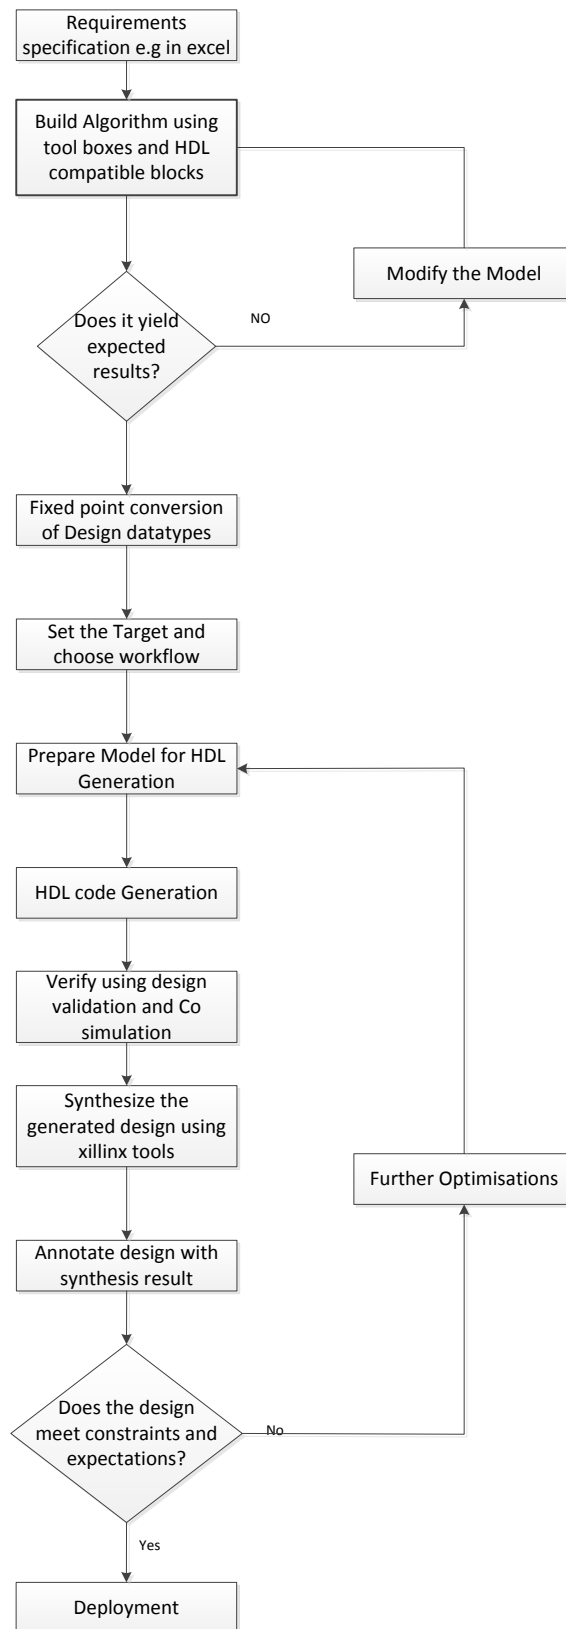 Requirements
specification e.g in excel
Build Algorithm using
tool boxes and HDL
compatible blocks
Modify the Model
Does it yield
expected
results?
NO
Fixed point conversion
of Design datatypes
Set the Target and
choose workflow
Prepare Model for HDL
Generation
HDL code Generation
Verify using design
validation and Co
simulation
Synthesize the
generated design using
xillinx tools
Further Optimisations
Annotate design with
synthesis result
Does the design
meet constraints and
expectations?
No
Yes
Deployment